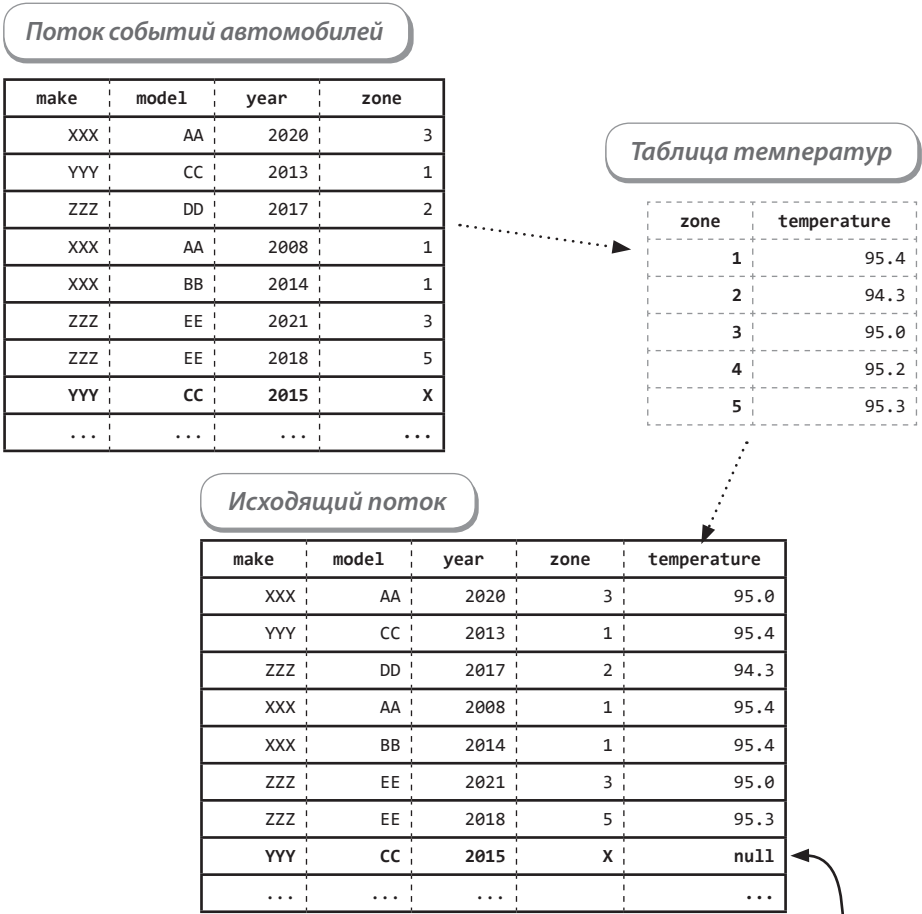 Поток событий автомобилей
make model year zone
XXX AA 2020 3
YYY CC 2013 1
ZZZ DD 2017 2
XXX AA 2008 1
XXX BB 2014 1
ZZZ EE 2021 3
ZZZ EE 2018 5
YYY CC 2015 X
... ... ... ...
Таблица температур
zone temperature
1 95.4
2 94.3
3 95.0
4 95.2
5 95.3
Исходящий поток
make model year zone temperature
XXX AA 2020 3 95.0
YYY CC 2013 1 95.4
ZZZ DD 2017 2 94.3
XXX AA 2008 1 95.4
XXX BB 2014 1 95.4
ZZZ EE 2021 3 95.0
ZZZ EE 2018 5 95.3
YYY CC 2015 X null
... ... ... ...